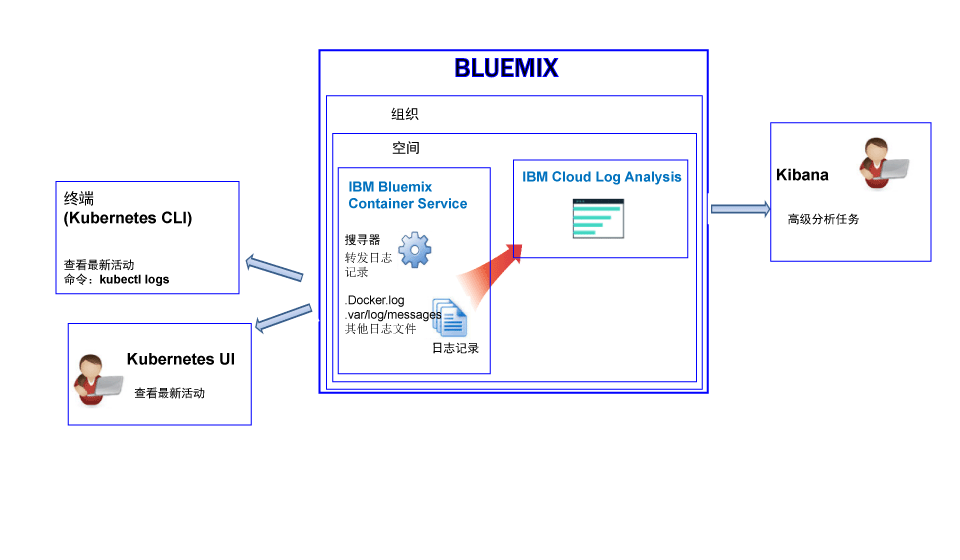 BLUEMIX
组织
空间
IBM Bluemix
Container Service
搜寻器
转发日志
记录
.Docker.log
.var/log/messages
其他日志文件
日志记录
IBM Cloud Log Analysis
终端
(Kubernetes CLI)
查看最新活动
命令：kubectl logs
Kubernetes UI
查看最新活动
Kibana
高级分析任务